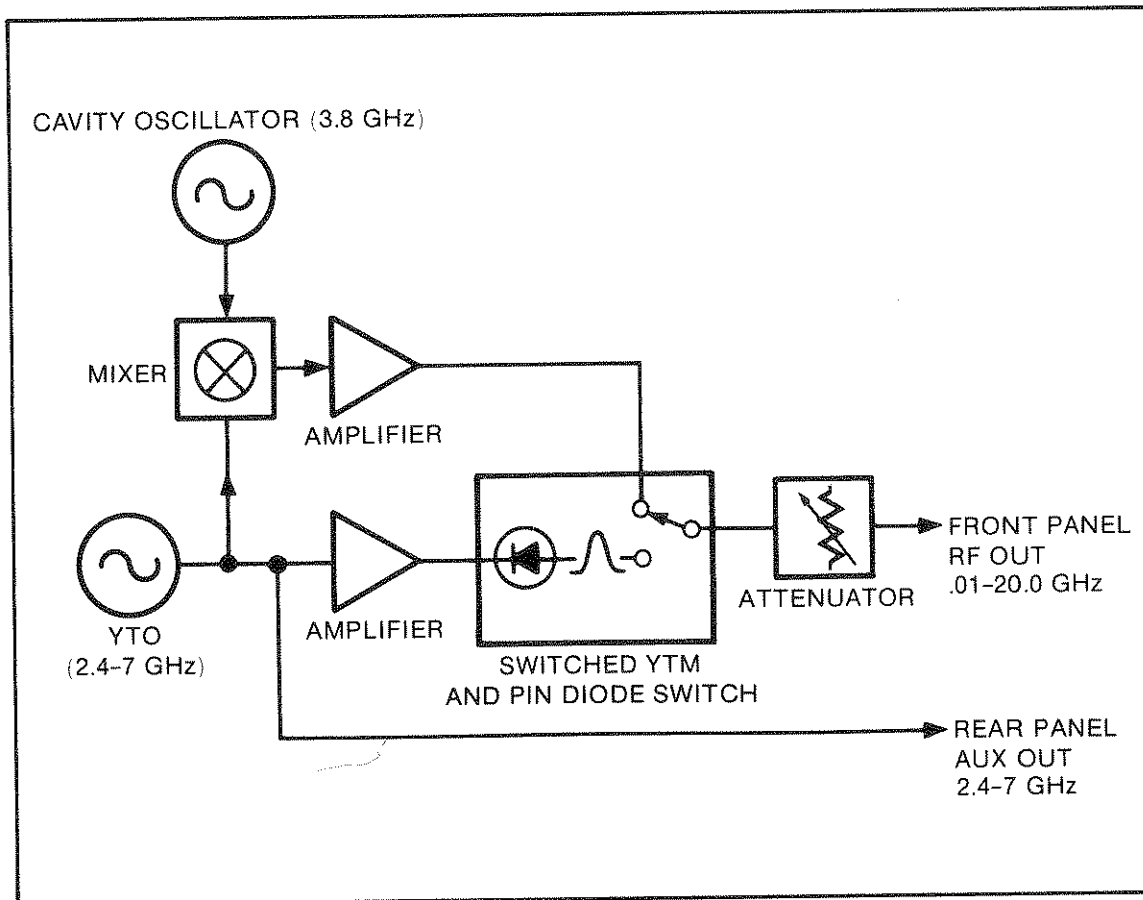 CAVITY OSCILLATOR (3.8 GHz)
MIXER
AMPLIFIER
YTO
(2.4–7 GHz)
AMPLIFIER
SWITCHED YTM
AND PIN DIODE SWITCH
ATTENUATOR
FRONT PANEL
RF OUT
.01–20.0 GHz
REAR PANEL
AUX OUT
2.4–7 GHz